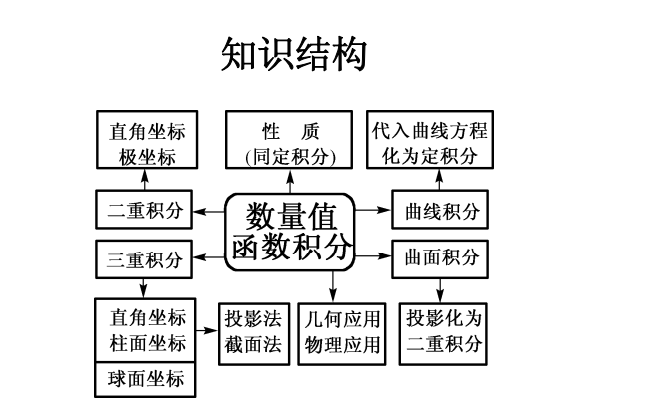 知识结构
直角坐标
极坐标
性 质
(同定积分)
代入曲线方程
化为定积分
二重积分
数量值
函数积分
曲线积分
三重积分
曲面积分
直角坐标
柱面坐标
球面坐标
投影法
截面法
几何应用
物理应用
投影化为
二重积分